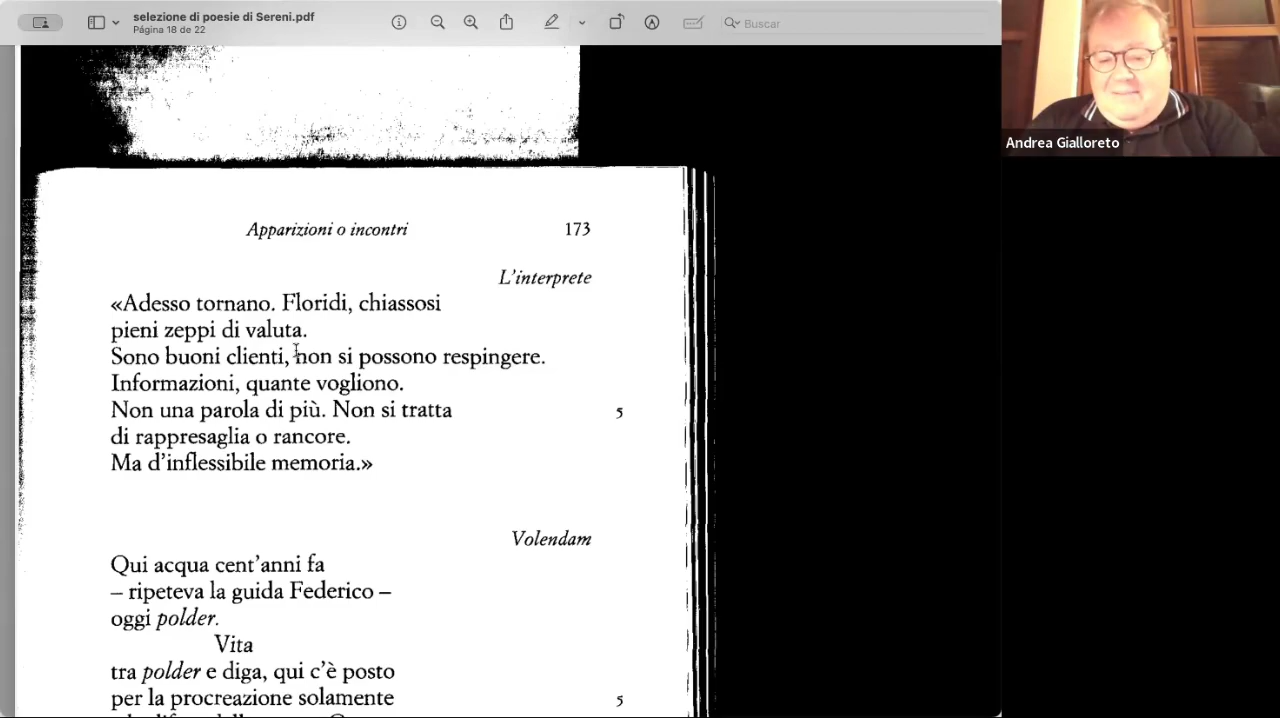 selezione di poesie di Sereni.pdf
Página 18 de 22
Buscar
Andrea Gialloreto
Apparizioni o incontri 173
L'interprete
«Adesso tornano. Floridi, chiassosi
pieni zeppi di valuta.
Sono buoni clienti, non si possono respingere.
Informazioni, quante vogliono.
Non una parola di più. Non si tratta 5
di rappresaglia o rancore.
Ma d'inflessibile memoria.»
Volendam
Qui acqua cent'anni fa
– ripeteva la guida Federico –
oggi polder.
Vita
tra polder e diga, qui c'è posto
per la procreazione solamente 5